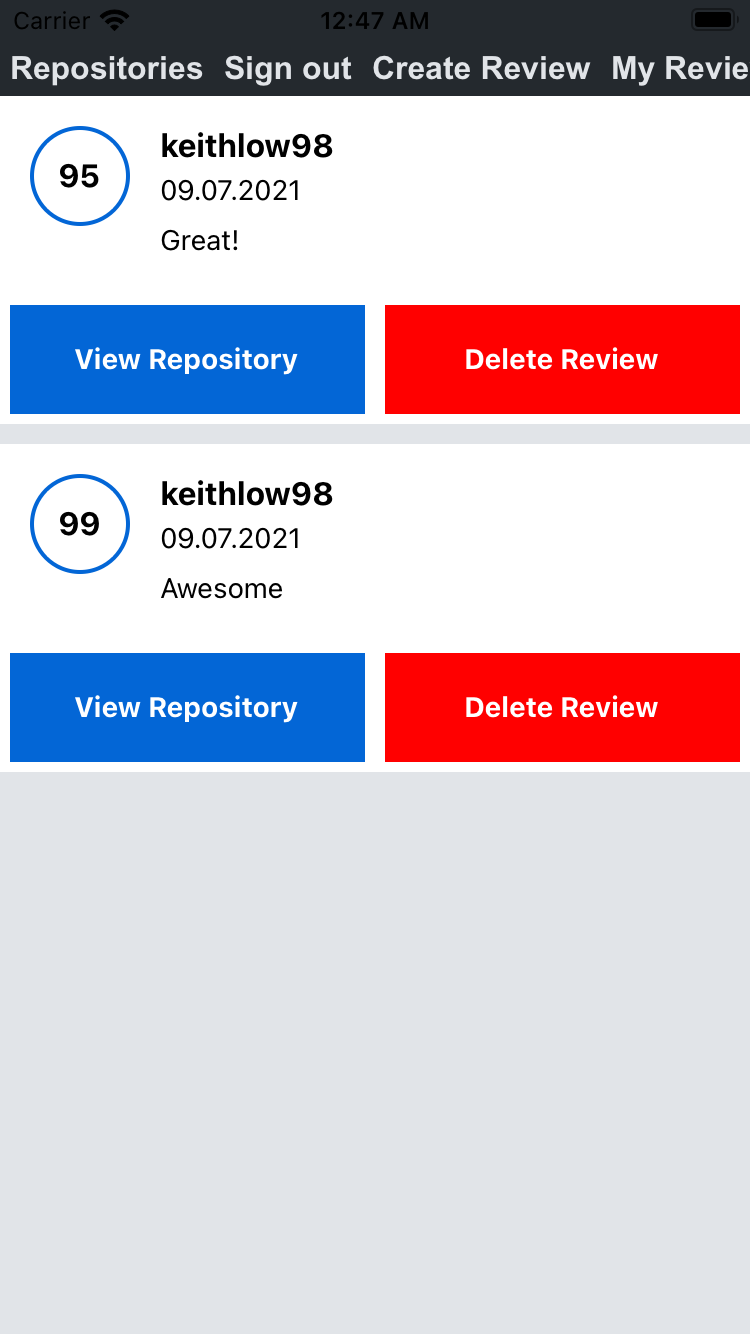 Carrier 12:47 AM
Repositories Sign out Create Review My Revie
95 keithlow98
09.07.2021
Great!
View Repository Delete Review
99 keithlow98
09.07.2021
Awesome
View Repository Delete Review